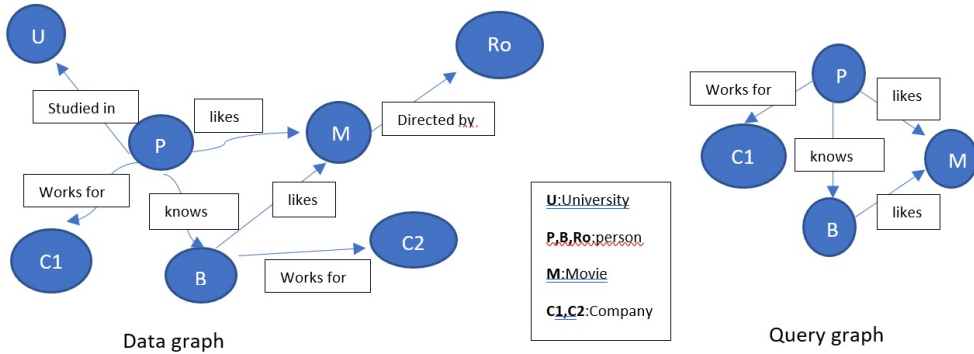 U
Ro
Studied in
likes
M
Directed by
P
Works for
knows
likes
C1
B
C2
Works for
Data graph
U:University
P,B,Ro:person
M:Movie
C1,C2:Company
P
Works for
likes
C1
knows
M
B
likes
Query graph